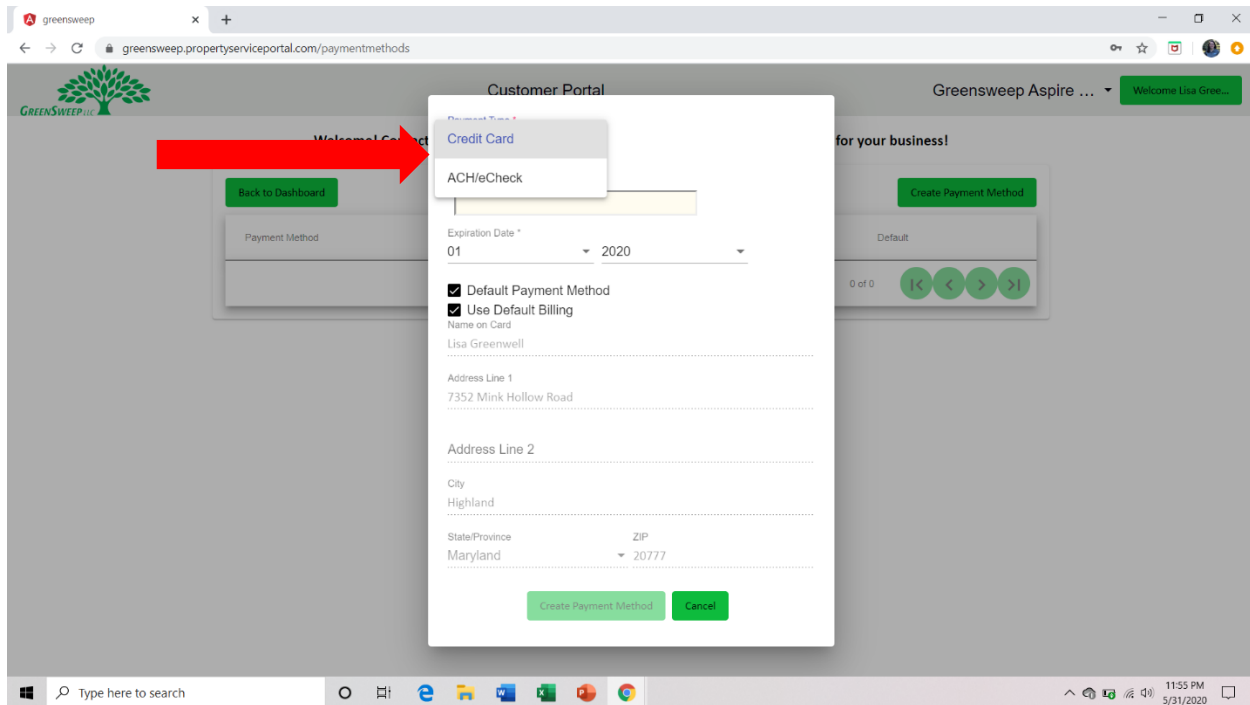 greensweep
greensweep.propertyserviceportal.com/paymentmethods
GREENSWEEP LLC
Customer Portal
Greensweep Aspire ...
Welcome Lisa Gree...
Welcome! for your business!
Payment Type *
Credit Card
ACH/eCheck
Back to Dashboard
Create Payment Method
Payment Method
Default
Expiration Date *
01 2020
0 of 0
Default Payment Method
Use Default Billing
Name on Card
Lisa Greenwell
Address Line 1
7352 Mink Hollow Road
Address Line 2
City
Highland
State/Province ZIP
Maryland 20777
Create Payment Method Cancel
Type here to search
11:55 PM
5/31/2020